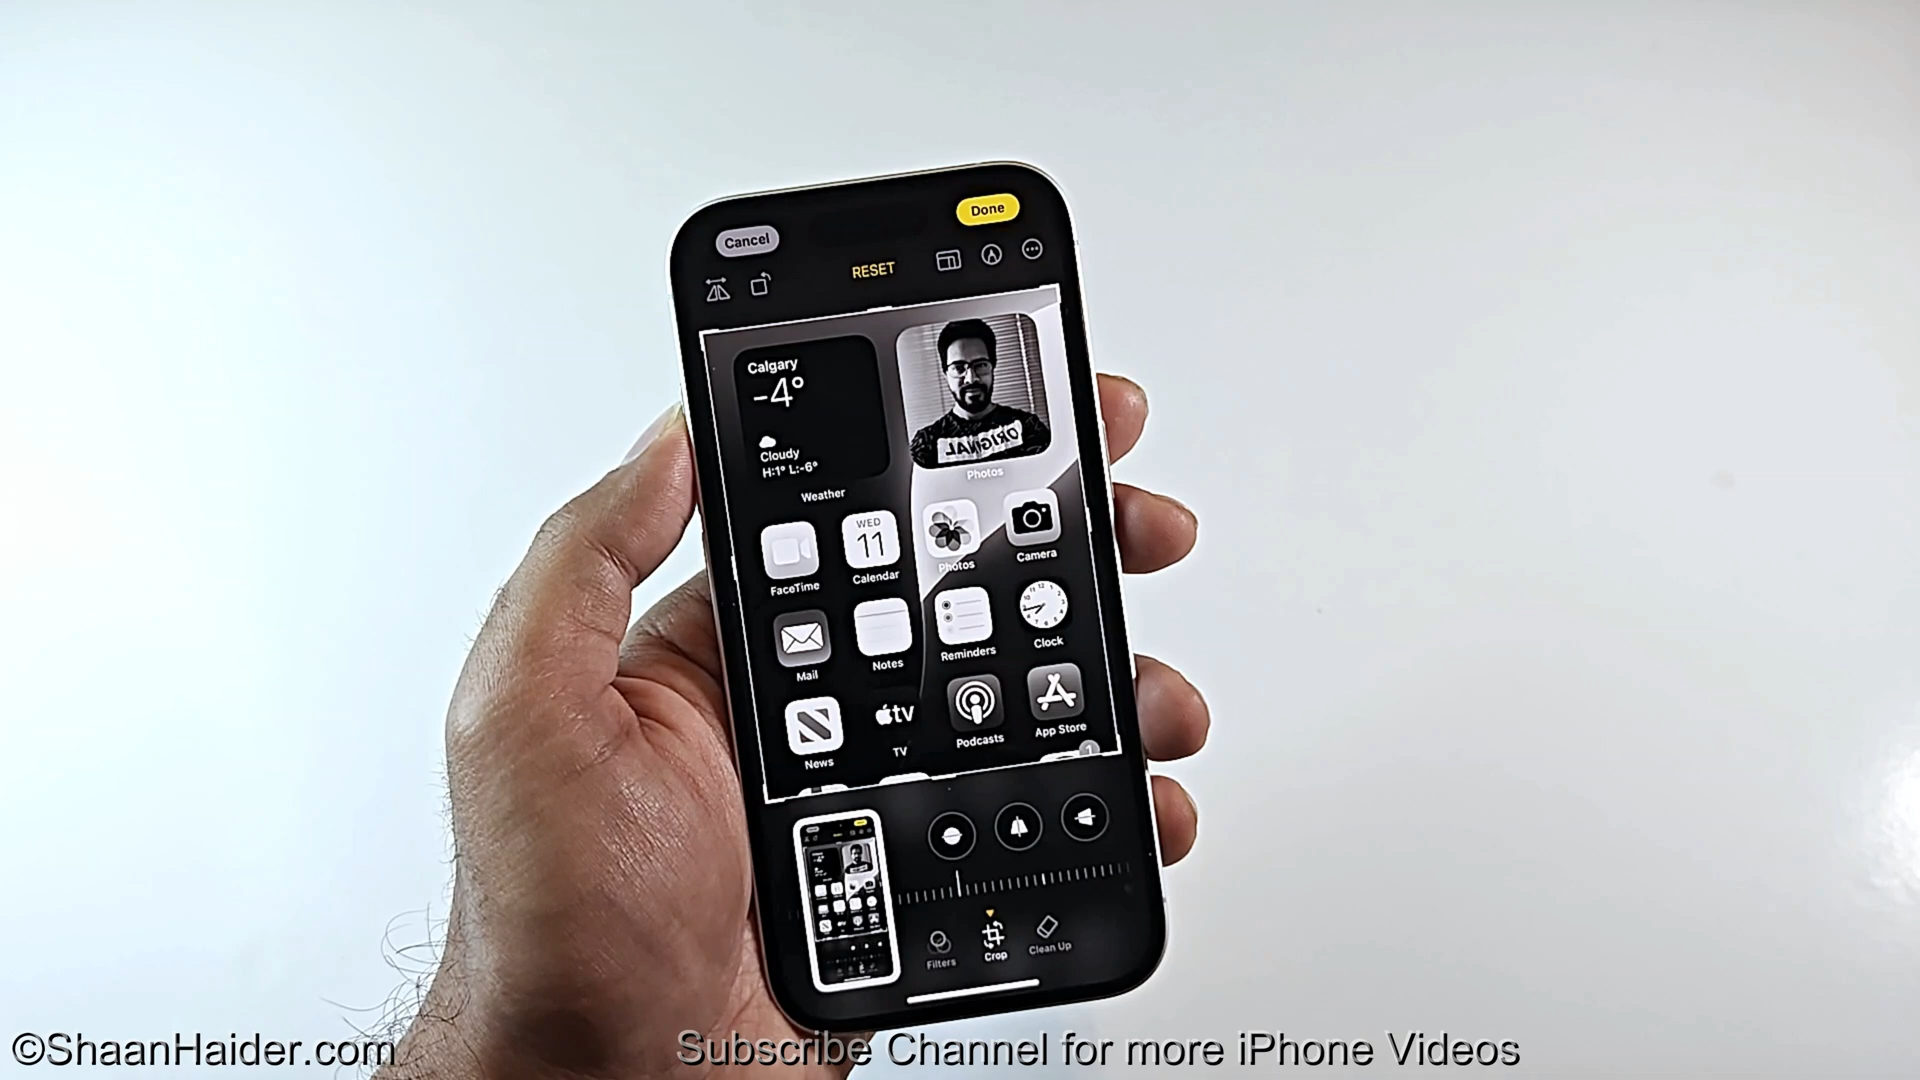 Cancel
Done
RESET
Calgary
-4°
Cloudy
H:1° L:-6°
Weather
ORIGINAL
Photos
WED
11
FaceTime
Calendar
Photos
Camera
Mail
Notes
Reminders
Clock
tv
News
TV
Podcasts
App Store
1
Filters
Crop
Clean Up
©ShaanHaider.com
Subscribe Channel for more iPhone Videos